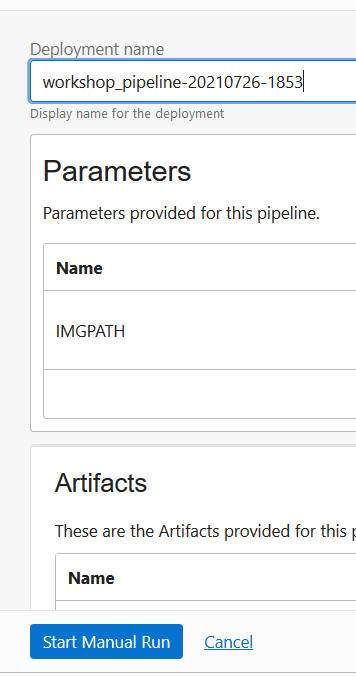 Deployment name
workshop_pipeline-20210726-1853
Display name for the deployment
Parameters
Parameters provided for this pipeline.
Name
IMGPATH
Artifacts
These are the Artifacts provided for this
Name
Start Manual Run Cancel